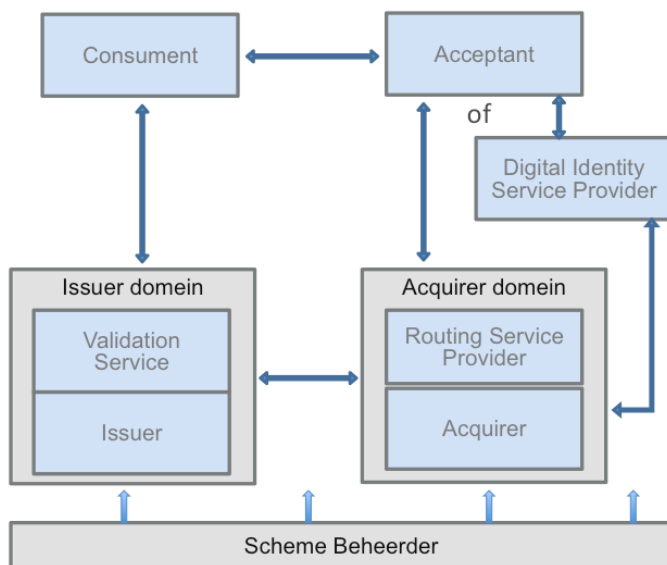 Consument
Acceptant
of
Digital Identity
Service Provider
Issuer domein
Acquirer domein
Validation
Service
Routing Service
Provider
Issuer
Acquirer
Scheme Beheerder